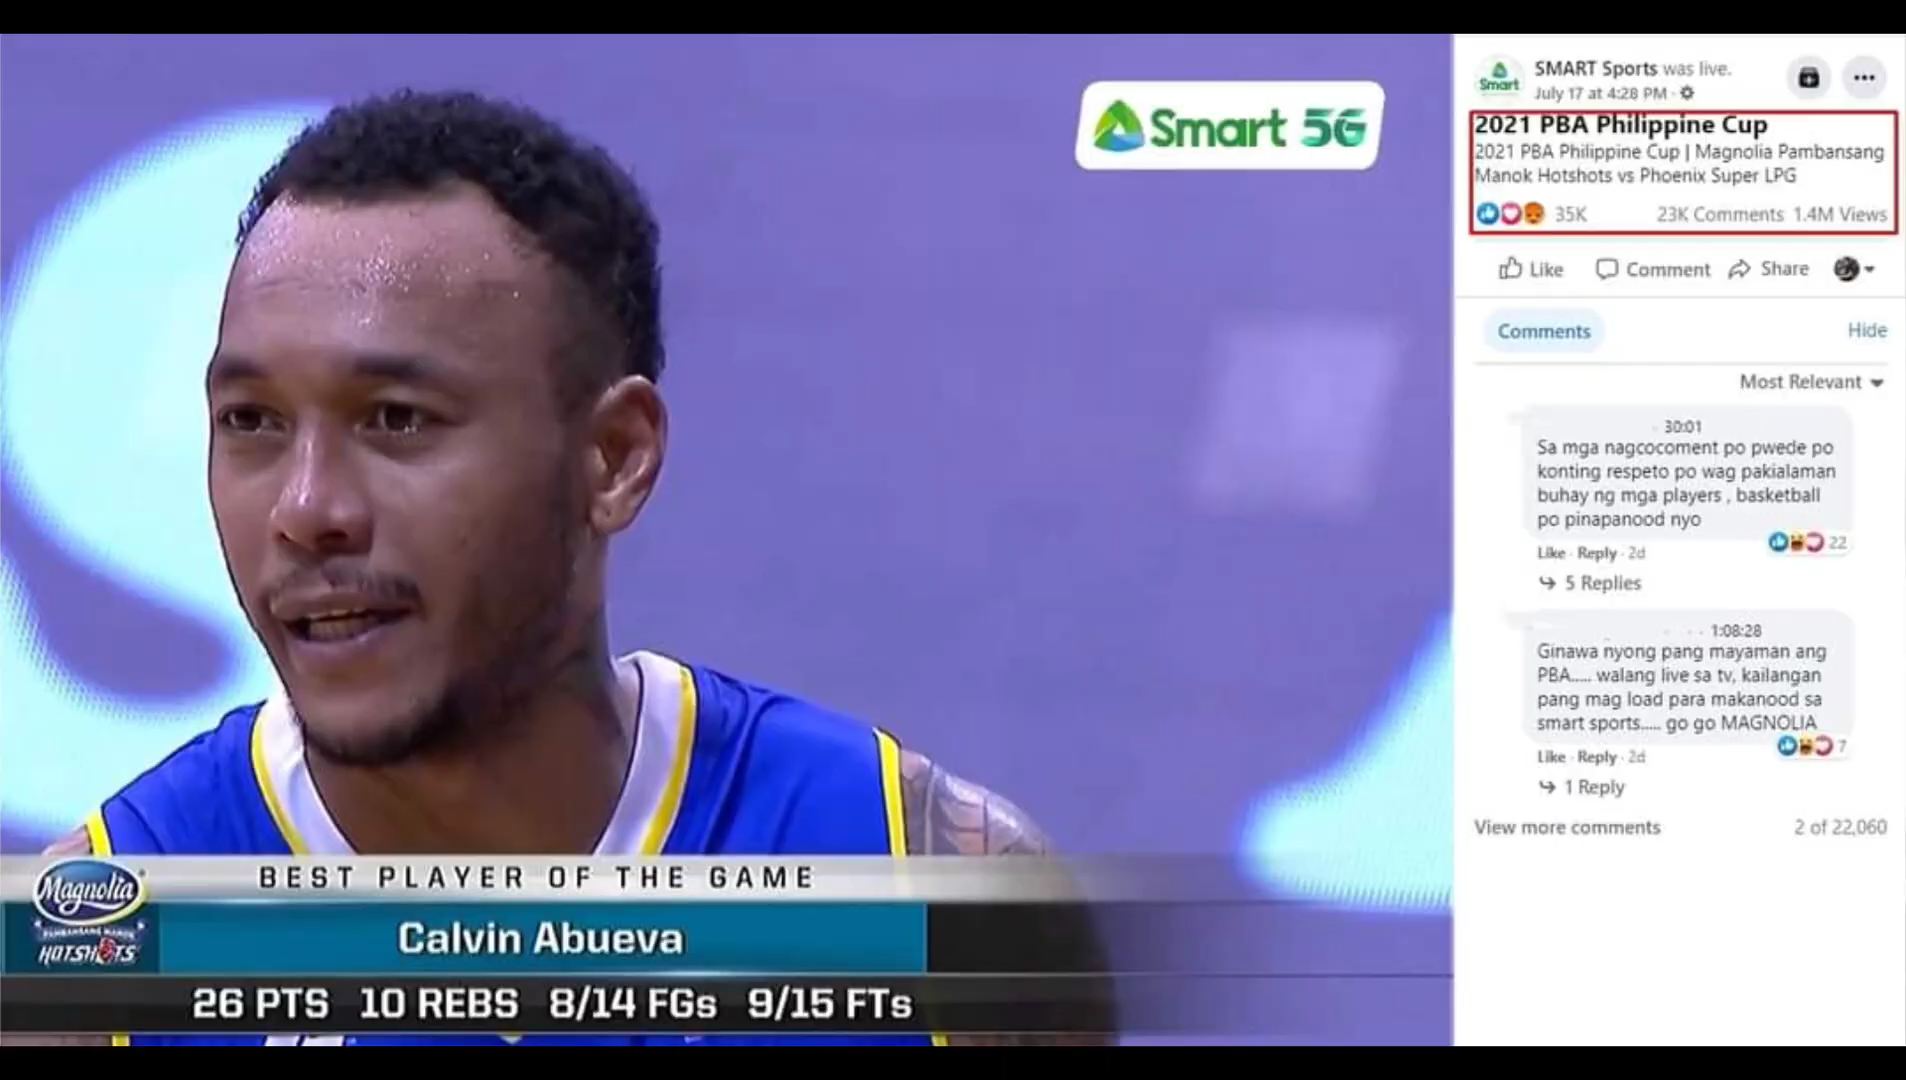 Smart 5G
Magnolia
PAMBANSANG MANOK
HOTSHOTS
BEST PLAYER OF THE GAME
Calvin Abueva
26 PTS 10 REBS 8/14 FGs 9/15 FTs
Smart
SMART Sports was live.
July 17 at 4:28 PM ·
2021 PBA Philippine Cup
2021 PBA Philippine Cup | Magnolia Pambansang
Manok Hotshots vs Phoenix Super LPG
35K 23K Comments 1.4M Views
Like Comment Share
Comments Hide
Most Relevant
30:01
Sa mga nagcocoment po pwede po
konting respeto po wag pakialaman
buhay ng mga players , basketball
po pinapanood nyo
22
Like · Reply · 2d
5 Replies
1:08:28
Ginawa nyong pang mayaman ang
PBA..... walang live sa tv, kailangan
pang mag load para makanood sa
smart sports..... go go MAGNOLIA
7
Like · Reply · 2d
1 Reply
View more comments 2 of 22,060